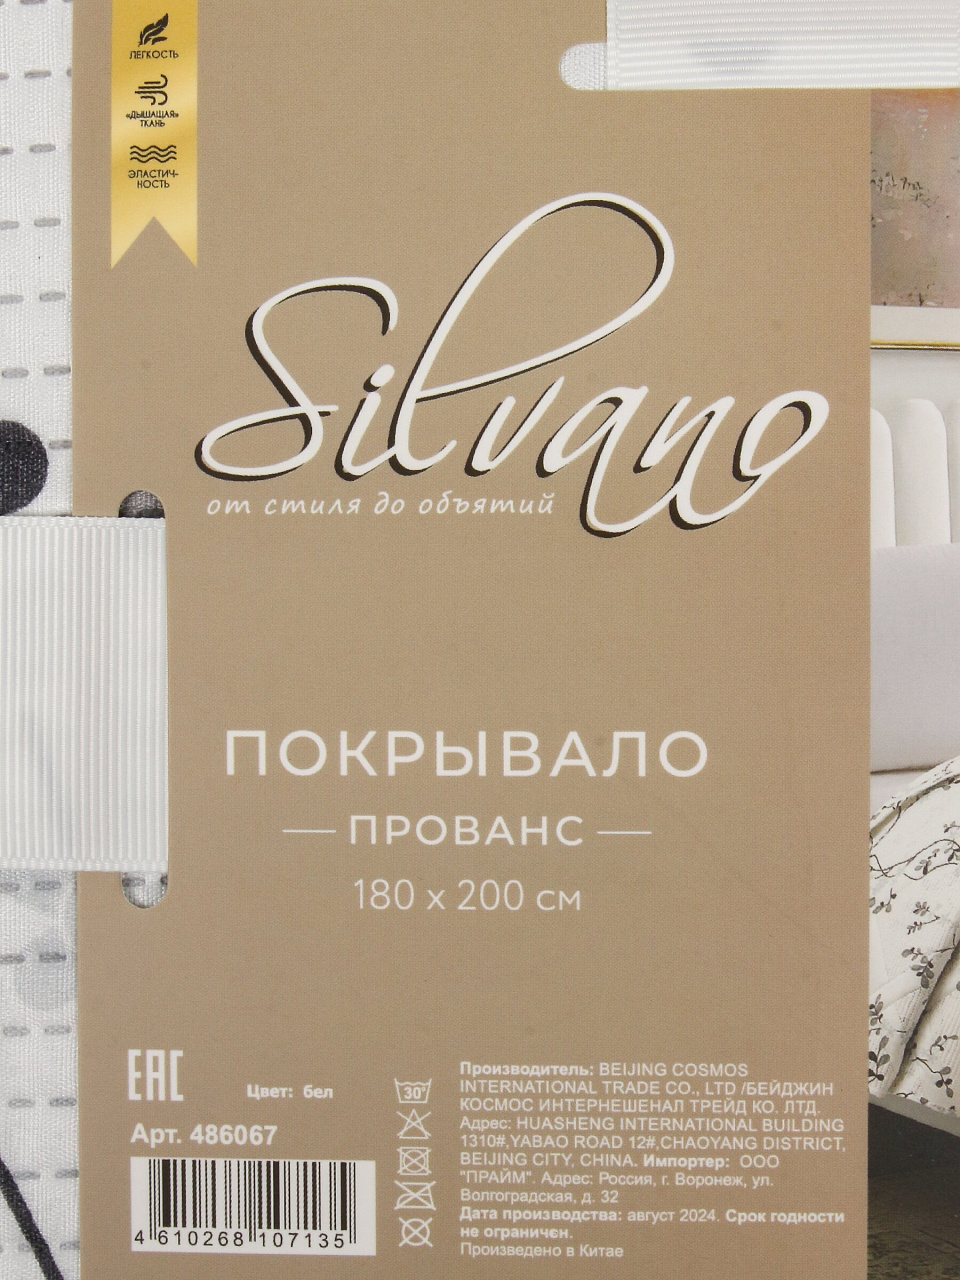 ЛЕГКОСТЬ
«ДЫШАЩАЯ»
ТКАНЬ
ЭЛАСТИЧ-
НОСТЬ
Silvano
от стиля до объятий
ПОКРЫВАЛО
ПРОВАНС
180 х 200 см
EAC
Цвет: бел
Арт. 486067
4 610268 107135
30°
Производитель: BEIJING COSMOS
INTERNATIONAL TRADE CO., LTD /БЕЙДЖИН
КОСМОС ИНТЕРНЕШЕНАЛ ТРЕЙД КО. ЛТД.
Адрес: HUASHENG INTERNATIONAL BUILDING
1310#,YABAO ROAD 12#,CHAOYANG DISTRICT,
BEIJING CITY, CHINA. Импортер: ООО
"ПРАЙМ". Адрес: Россия, г. Воронеж, ул.
Волгоградская, д. 32
Дата производства: август 2024. Срок годности
не ограничен.
Произведено в Китае